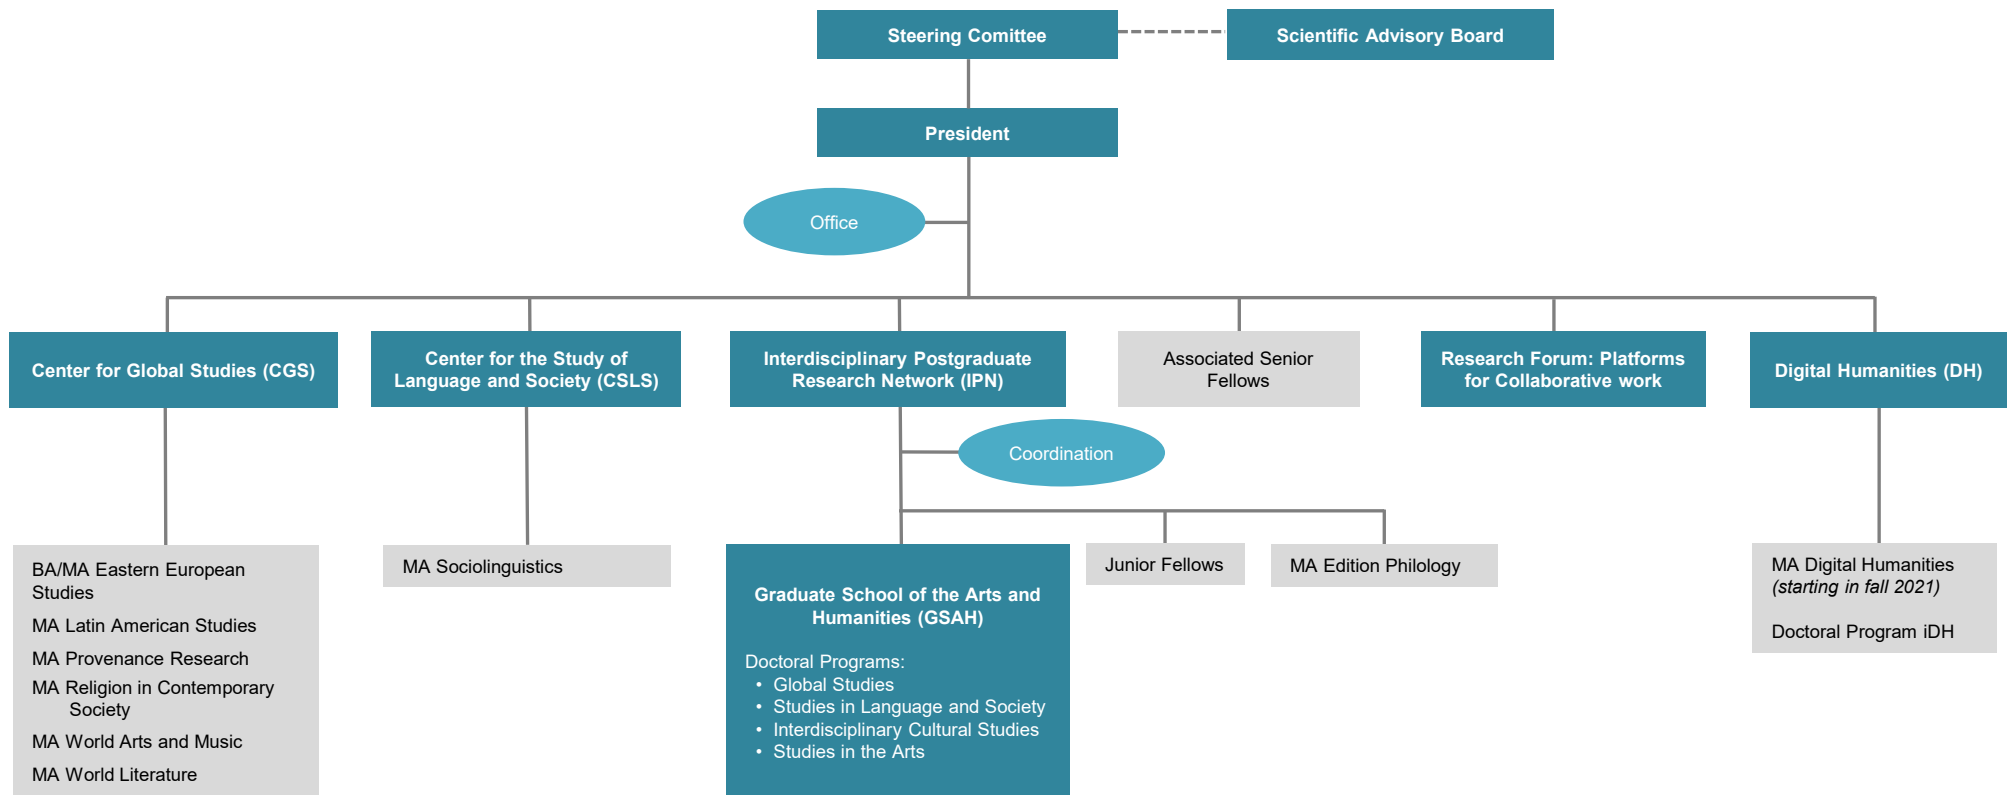 Steering Comittee
Scientific Advisory Board
President
Office
Center for Global Studies (CGS)
Center for the Study of
Language and Society (CSLS)
Interdisciplinary Postgraduate
Research Network (IPN)
Associated Senior
Fellows
Research Forum: Platforms
for Collaborative work
Digital Humanities (DH)
Coordination
BA/MA Eastern European
Studies
MA Latin American Studies
MA Provenance Research
MA Religion in Contemporary
Society
MA World Arts and Music
MA World Literature
MA Sociolinguistics
Graduate School of the Arts and
Humanities (GSAH)
Doctoral Programs:
• Global Studies
• Studies in Language and Society
• Interdisciplinary Cultural Studies
• Studies in the Arts
Junior Fellows
MA Edition Philology
MA Digital Humanities
(starting in fall 2021)
Doctoral Program iDH